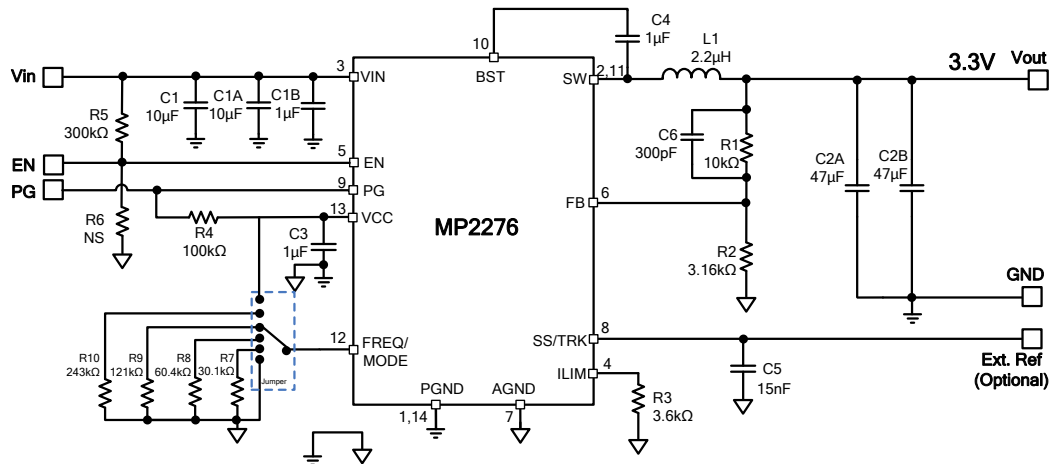 C4
1µF
L1
2.2µH
10
BST
Vin
3
VIN
SW
2,11
3.3V
Vout
C1
10µF
C1A
10µF
C1B
1µF
R5
300kΩ
C6
300pF
R1
10kΩ
C2A
47µF
C2B
47µF
EN
5
EN
PG
9
PG
13
VCC
FB
6
R6
NS
R4
100kΩ
C3
1µF
MP2276
R2
3.16kΩ
GND
12
FREQ/
MODE
SS/TRK
8
Ext. Ref
(Optional)
R10
243kΩ
R9
121kΩ
R8
60.4kΩ
R7
30.1kΩ
Jumper
ILIM
4
C5
15nF
R3
3.6kΩ
PGND
1,14
AGND
7